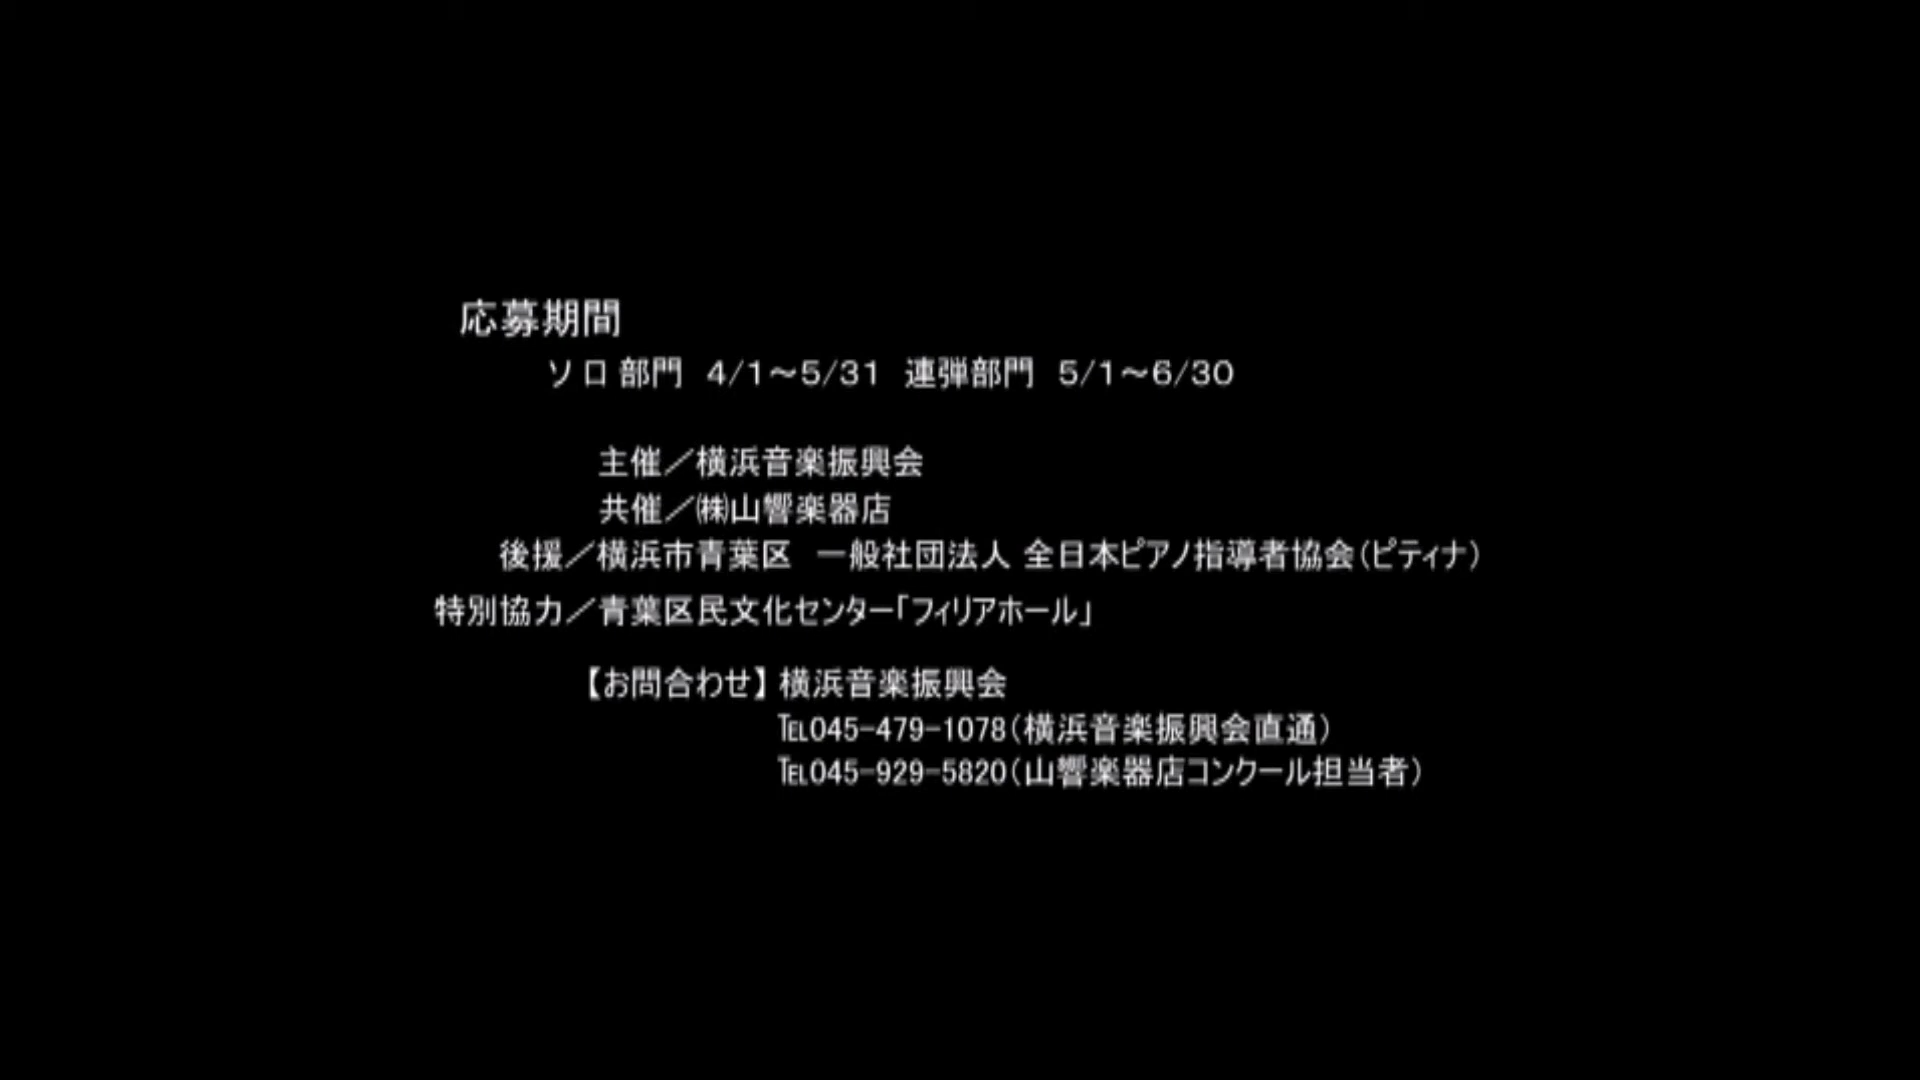 応募期間
ソロ部門 4/1～5/31 連弾部門 5/1～6/30
主催／横浜音楽振興会
共催／㈱山響楽器店
後援／横浜市青葉区 一般社団法人 全日本ピアノ指導者協会(ピティナ)
特別協力／青葉区民文化センター「フィリアホール」
【お問合わせ】横浜音楽振興会
℡045-479-1078(横浜音楽振興会直通)
℡045-929-5820(山響楽器店コンクール担当者)